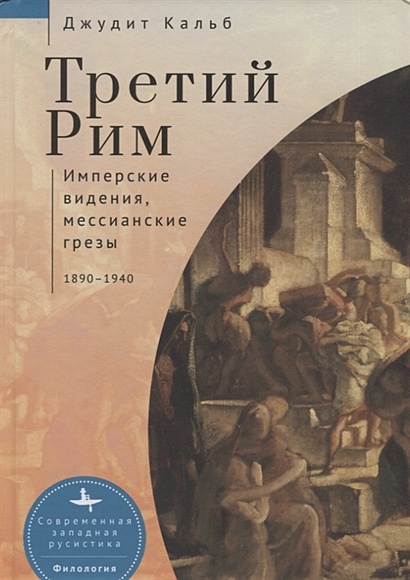 Джудит Кальб
Третий
Рим
Имперские
видения,
мессианские
грезы
1890–1940
Современная
западная
русистика
Филология